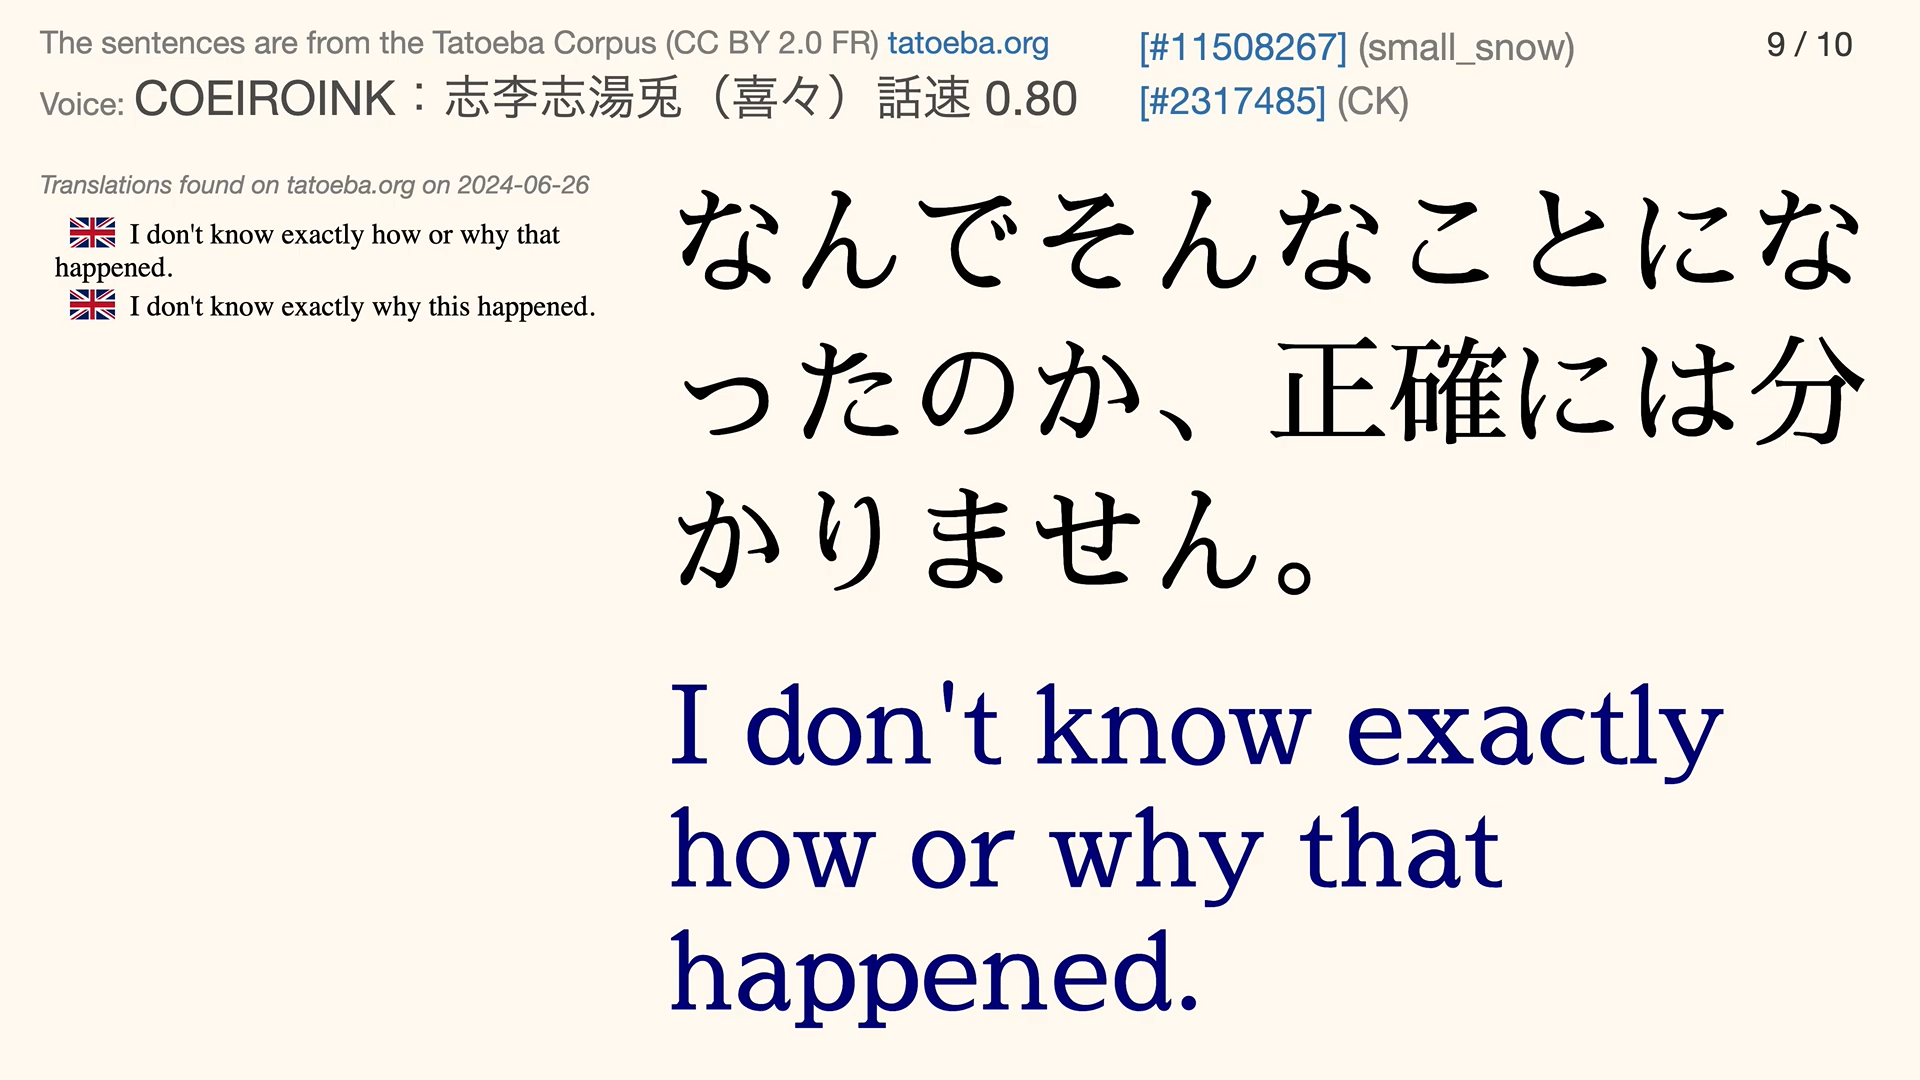 The sentences are from the Tatoeba Corpus (CC BY 2.0 FR) tatoeba.org
Voice: COEIROINK：志李志湯兎（喜々）話速 0.80
[#11508267] (small_snow)
[#2317485] (CK)
9 / 10
Translations found on tatoeba.org on 2024-06-26
I don't know exactly how or why that
happened.
I don't know exactly why this happened.
なんでそんなことにな
ったのか、正確には分
かりません。
I don't know exactly
how or why that
happened.